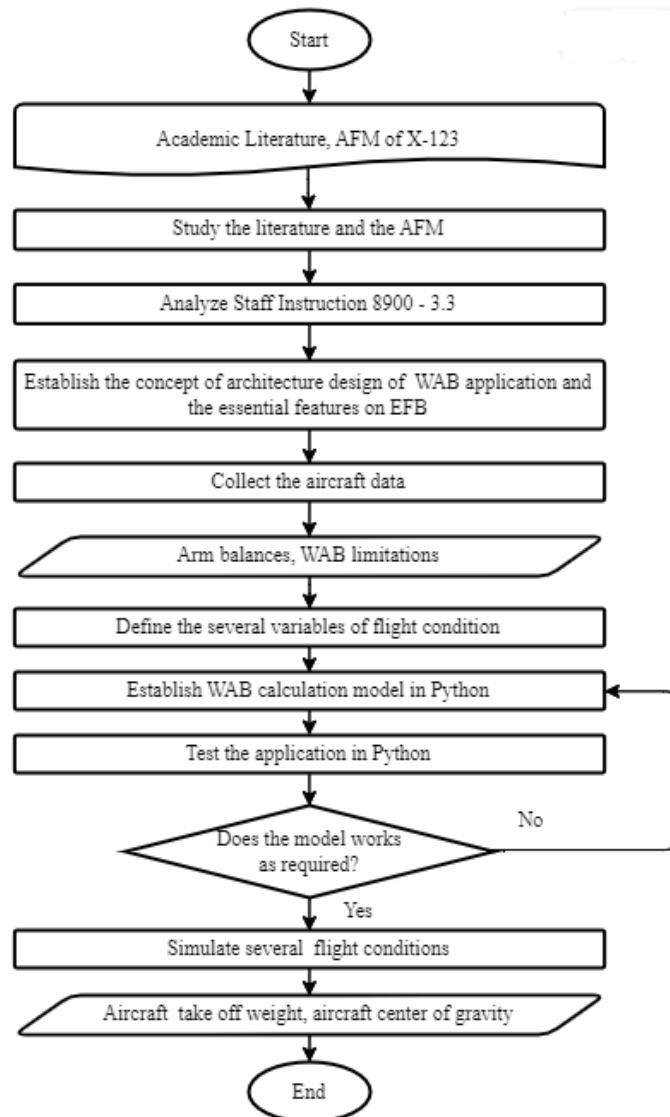 Start
Academic Literature, AFM of X-123
Study the literature and the AFM
Analyze Staff Instruction 8900 - 3.3
Establish the concept of architecture design of WAB application and
the essential features on EFB
Collect the aircraft data
Arm balances, WAB limitations
Define the several variables of flight condition
Establish WAB calculation model in Python
Test the application in Python
Does the model works
as required?
No
Yes
Simulate several flight conditions
Aircraft take off weight, aircraft center of gravity
End